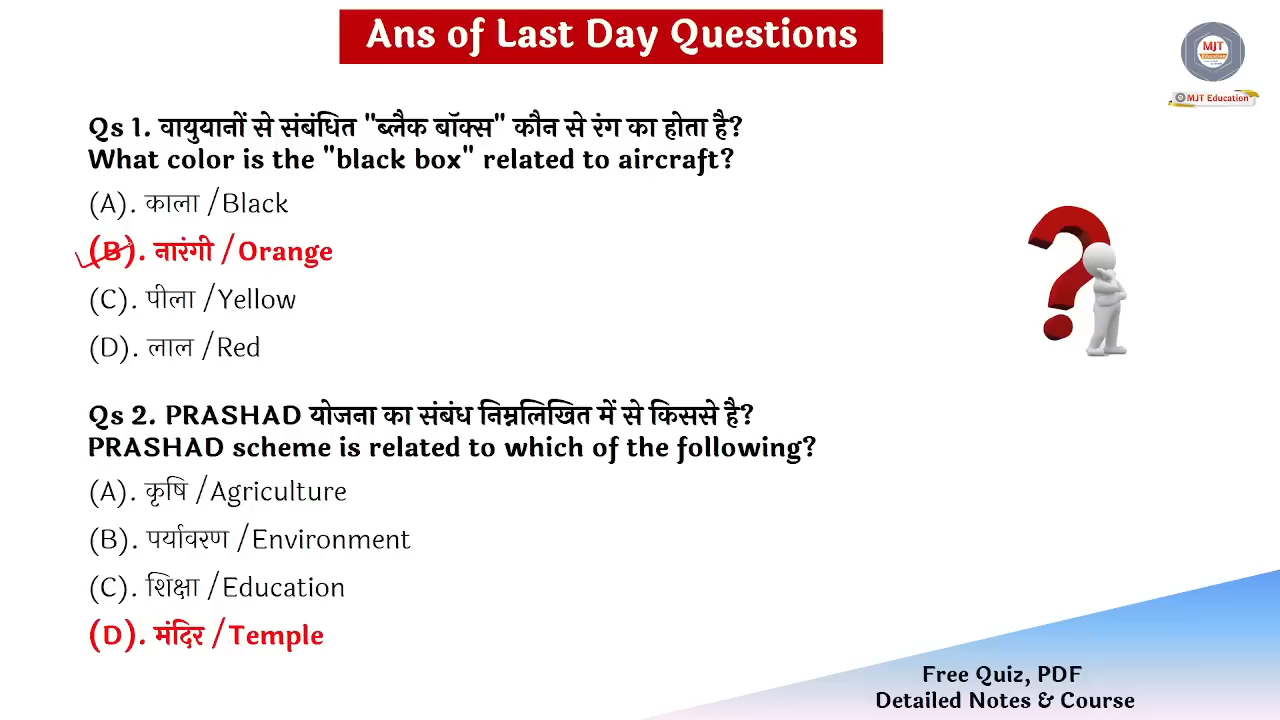 Ans of Last Day Questions
MJT
Education
MJT Education
Qs 1. वायुयानों से संबंधित "ब्लैक बॉक्स" कौन से रंग का होता है?
What color is the "black box" related to aircraft?
(A). काला /Black
(B). नारंगी /Orange
(C). पीला /Yellow
(D). लाल /Red
Qs 2. PRASHAD योजना का संबंध निम्नलिखित में से किससे है?
PRASHAD scheme is related to which of the following?
(A). कृषि /Agriculture
(B). पर्यावरण /Environment
(C). शिक्षा /Education
(D). मंदिर /Temple
Free Quiz, PDF
Detailed Notes & Course